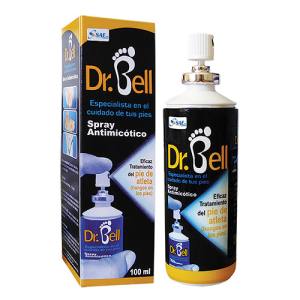 SAE
Dr. Bell
Especialista en el
cuidado de tus pies
Spray
Antimicótico
Eficaz
Tratamiento
del pie de
atleta
(hongos en
los pies)
100 ml
SAE
Dr. Bell
Especialista en el
cuidado de tus pies
Spray
Antimicótico
Eficaz
Tratamiento
del pie de
atleta
(hongos en
los pies)